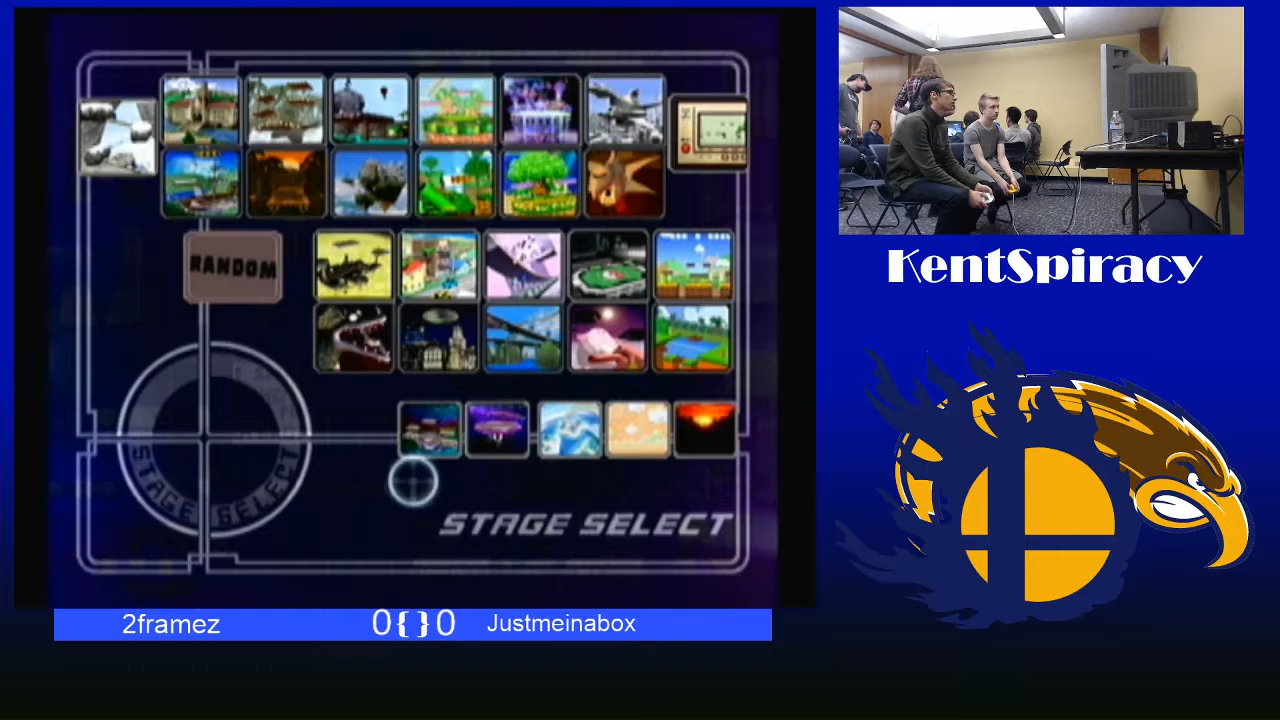 RANDOM
STAGE SELECT
STAGE SELECT
KentSpiracy
2framez 0{}0 Justmeinabox